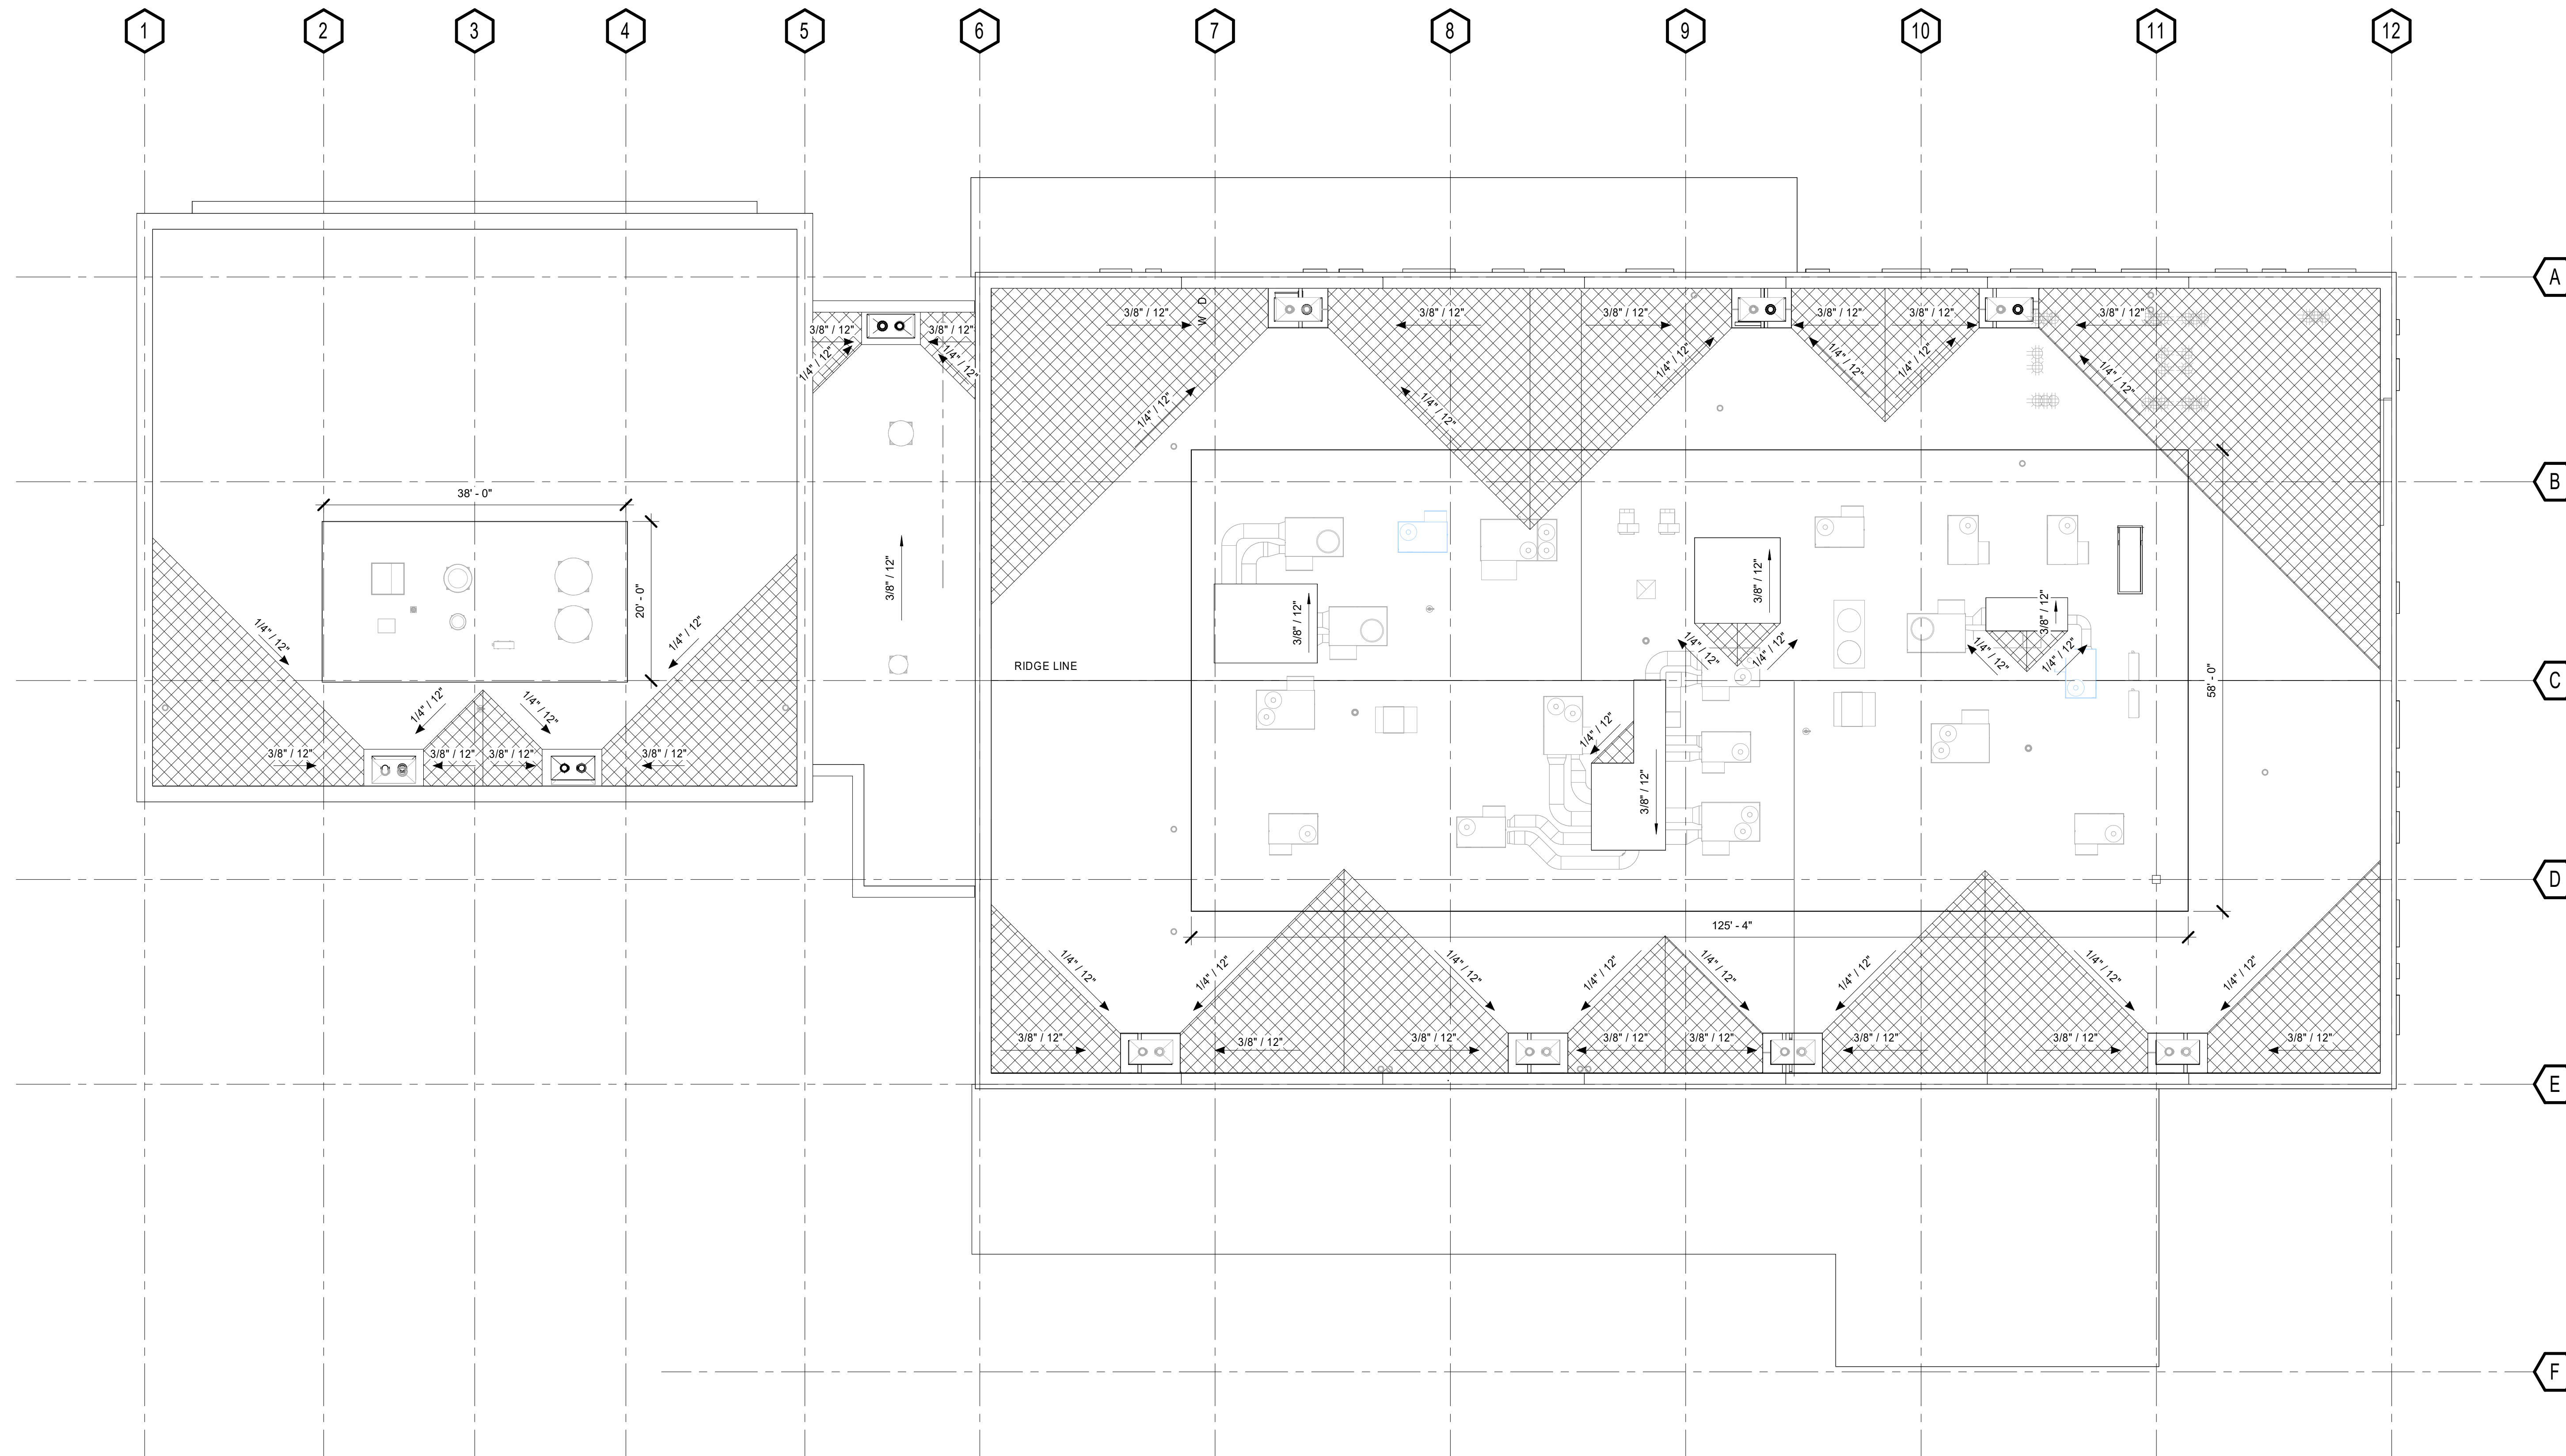 1 2 3 4 5 6 7 8 9 10 11 12
A
W D
3/8" / 12" 3/8" / 12" 3/8" / 12" 3/8" / 12" 3/8" / 12" 3/8" / 12"
3/8" / 12" 3/8" / 12"
1/4" / 12" 1/4" / 12" 1/4" / 12" 1/4" / 12" 1/4" / 12" 1/4" / 12"
1/4" / 12" 1/4" / 12"
B
38' - 0"
3/8" / 12"
20' - 0"
3/8" / 12" 3/8" / 12" 3/8" / 12"
1/4" / 12" 1/4" / 12"
1/4" / 12" 1/4" / 12" 1/4" / 12" 1/4" / 12"
RIDGE LINE
C
58' - 0"
1/4" / 12" 1/4" / 12"
1/4" / 12"
3/8" / 12" 3/8" / 12" 3/8" / 12" 3/8" / 12"
3/8" / 12"
D
125' - 4"
1/4" / 12" 1/4" / 12" 1/4" / 12" 1/4" / 12" 1/4" / 12" 1/4" / 12" 1/4" / 12" 1/4" / 12"
3/8" / 12" 3/8" / 12" 3/8" / 12" 3/8" / 12" 3/8" / 12" 3/8" / 12" 3/8" / 12" 3/8" / 12"
E
F